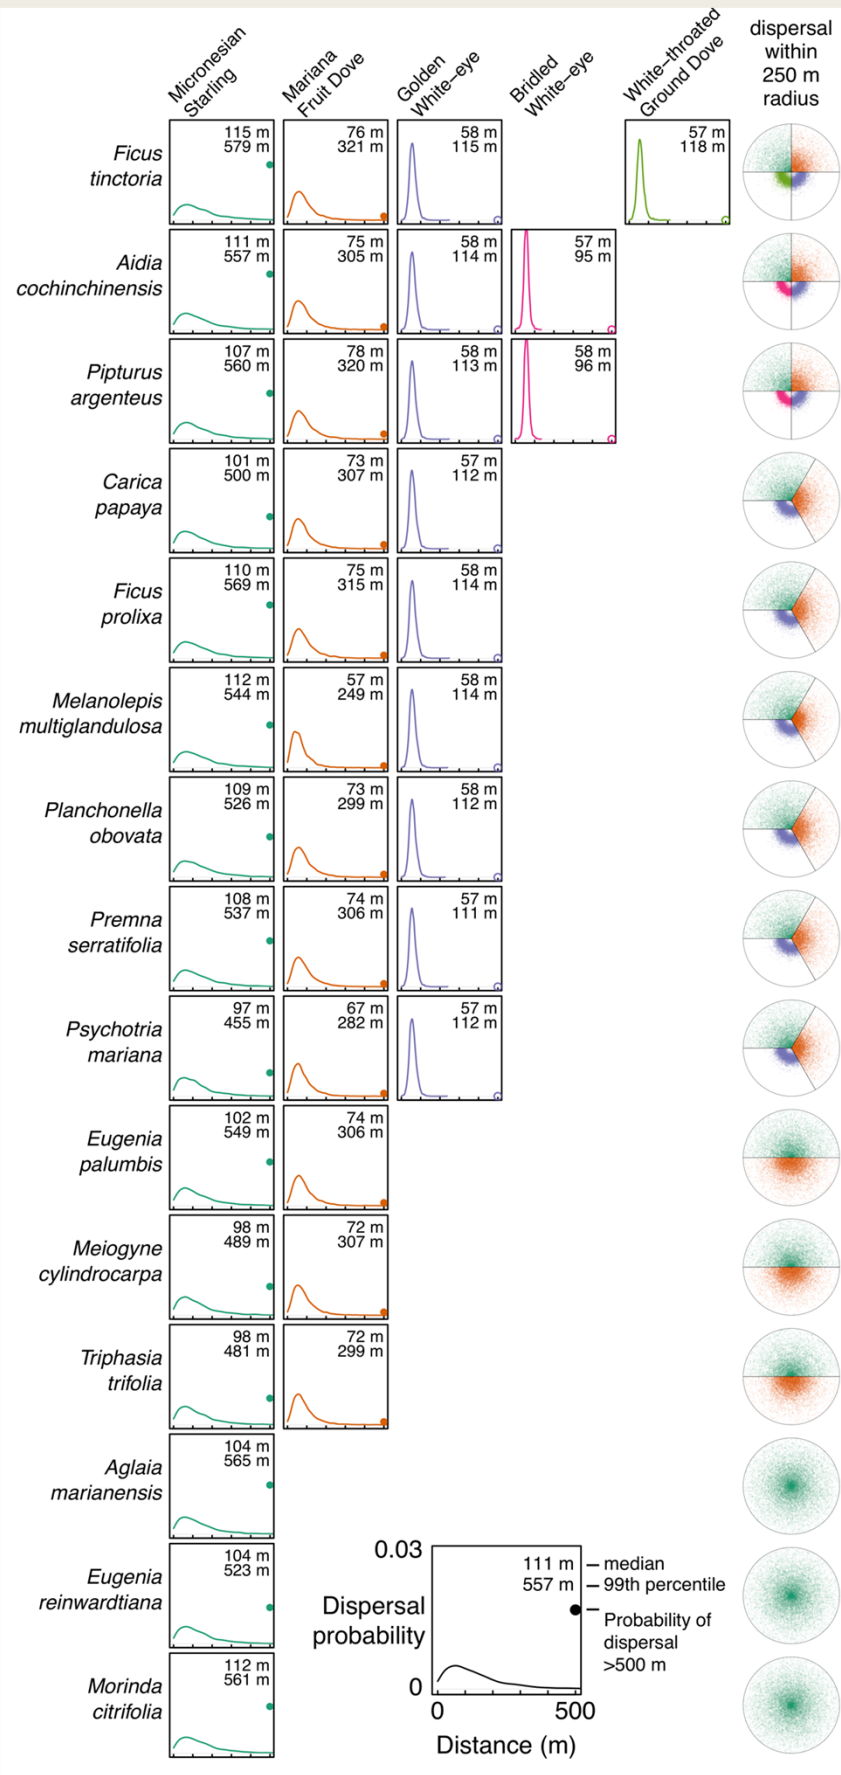 Micronesian
Starling
Mariana
Fruit Dove
Golden
White−eye
Bridled
White−eye
White−throated
Ground Dove
dispersal
within
250 m
radius
Ficus
tinctoria
115 m
579 m
76 m
321 m
58 m
115 m
57 m
118 m
Aidia
cochinchinensis
111 m
557 m
75 m
305 m
58 m
114 m
57 m
95 m
Pipturus
argenteus
107 m
560 m
78 m
320 m
58 m
113 m
58 m
96 m
Carica
papaya
101 m
500 m
73 m
307 m
57 m
112 m
Ficus
prolixa
110 m
569 m
75 m
315 m
58 m
114 m
Melanolepis
multiglandulosa
112 m
544 m
57 m
249 m
58 m
114 m
Planchonella
obovata
109 m
526 m
73 m
299 m
58 m
112 m
Premna
serratifolia
108 m
537 m
74 m
306 m
57 m
111 m
Psychotria
mariana
97 m
455 m
67 m
282 m
57 m
112 m
Eugenia
palumbis
102 m
549 m
74 m
306 m
Meiogyne
cylindrocarpa
98 m
489 m
72 m
307 m
Triphasia
trifolia
98 m
481 m
72 m
299 m
Aglaia
marianensis
104 m
565 m
Eugenia
reinwardtiana
104 m
523 m
Morinda
citrifolia
112 m
561 m
0.03
Dispersal
probability
0
111 m
557 m
median
99th percentile
Probability of
dispersal
>500 m
0
500
Distance (m)